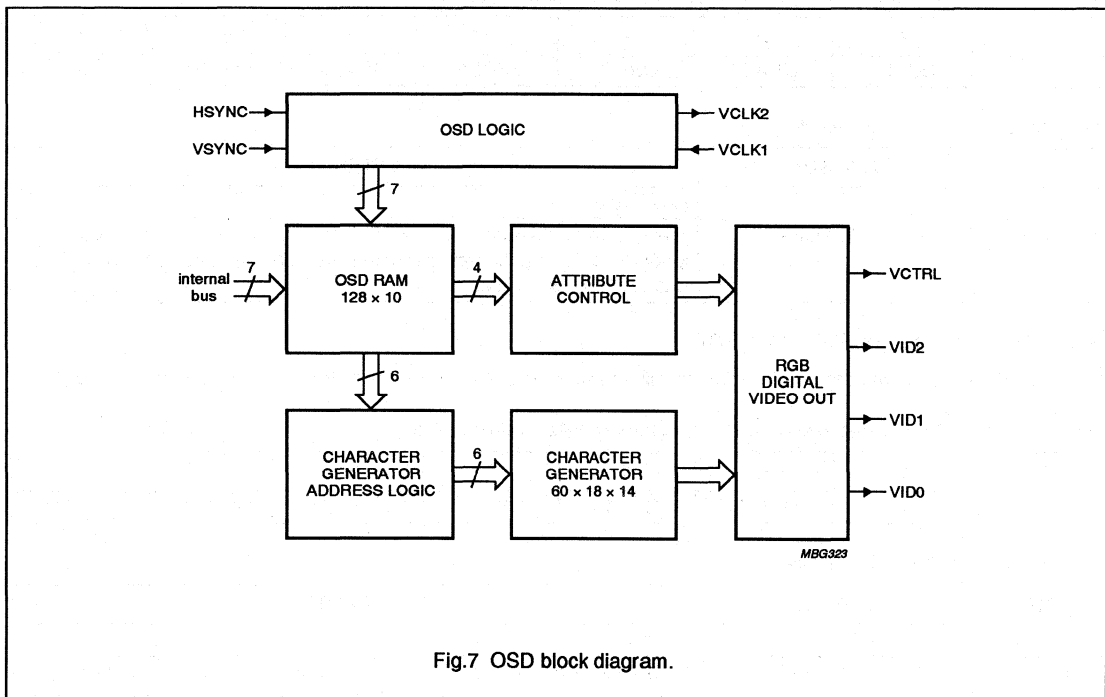 HSYNC
VSYNC
OSD LOGIC
VCLK2
VCLK1
7
internal
bus
7
OSD RAM
128 × 10
4
ATTRIBUTE
CONTROL
6
CHARACTER
GENERATOR
ADDRESS LOGIC
6
CHARACTER
GENERATOR
60 × 18 × 14
RGB
DIGITAL
VIDEO OUT
VCTRL
VID2
VID1
VID0
MBG323
Fig.7 OSD block diagram.